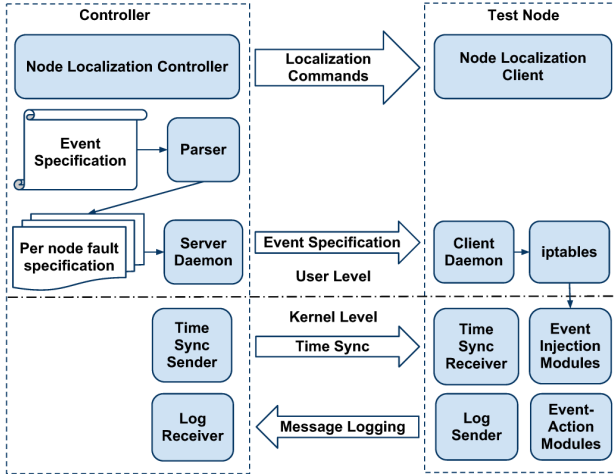 Controller
Test Node
Node Localization Controller
Localization
Commands
Node Localization
Client
Event
Specification
Parser
Per node fault
specification
Server
Daemon
Event Specification
Client
Daemon
iptables
User Level
Kernel Level
Time
Sync
Sender
Time Sync
Time
Sync
Receiver
Event
Injection
Modules
Log
Receiver
Message Logging
Log
Sender
Event-
Action
Modules